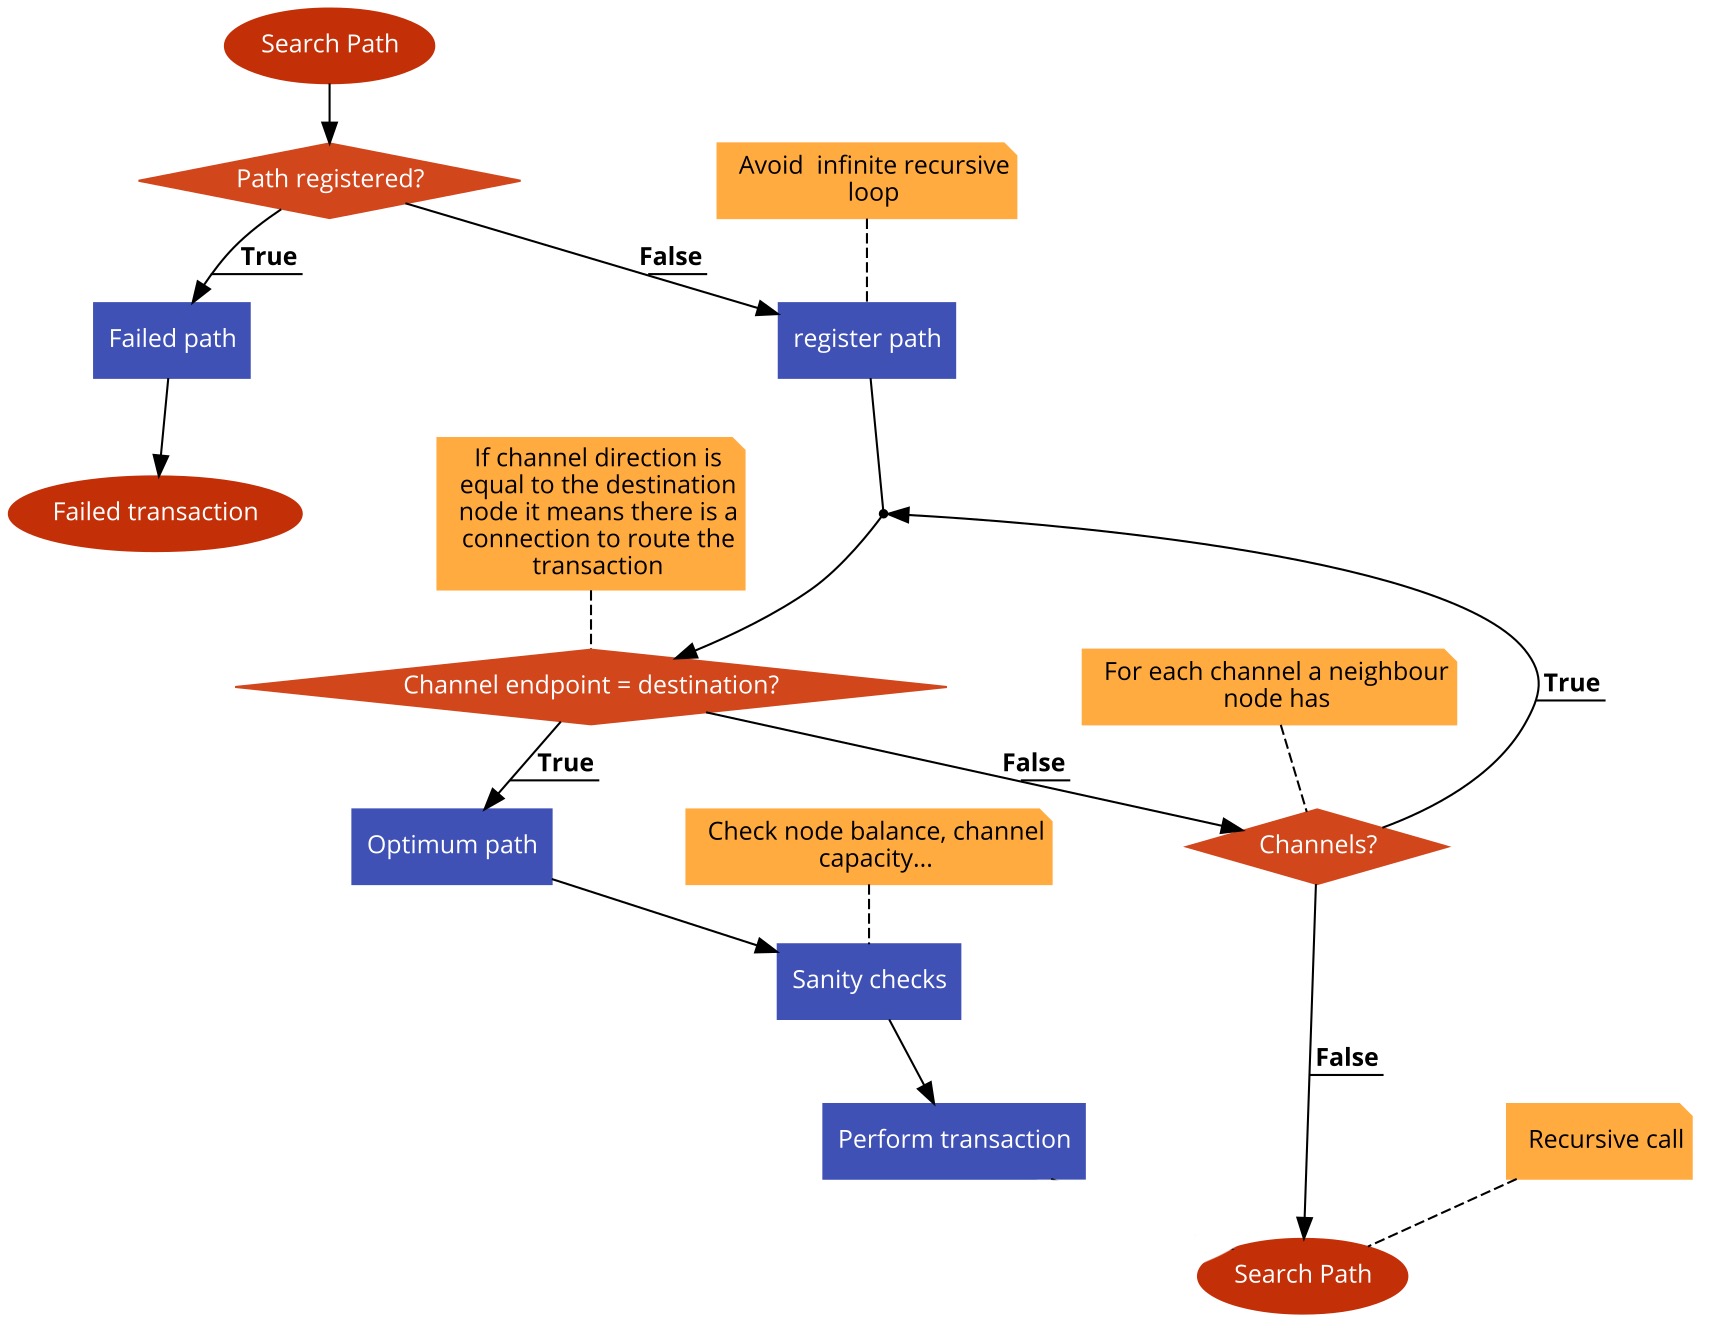 Search Path
Path registered?
Avoid  infinite recursive
loop
True
False
Failed path
register path
If channel direction is
equal to the destination
node it means there is a
connection to route the
transaction
Failed transaction
Channel endpoint = destination?
For each channel a neighbour
node has
True
True
False
Optimum path
Check node balance, channel
capacity...
Channels?
Sanity checks
False
Perform transaction
Recursive call
Search Path